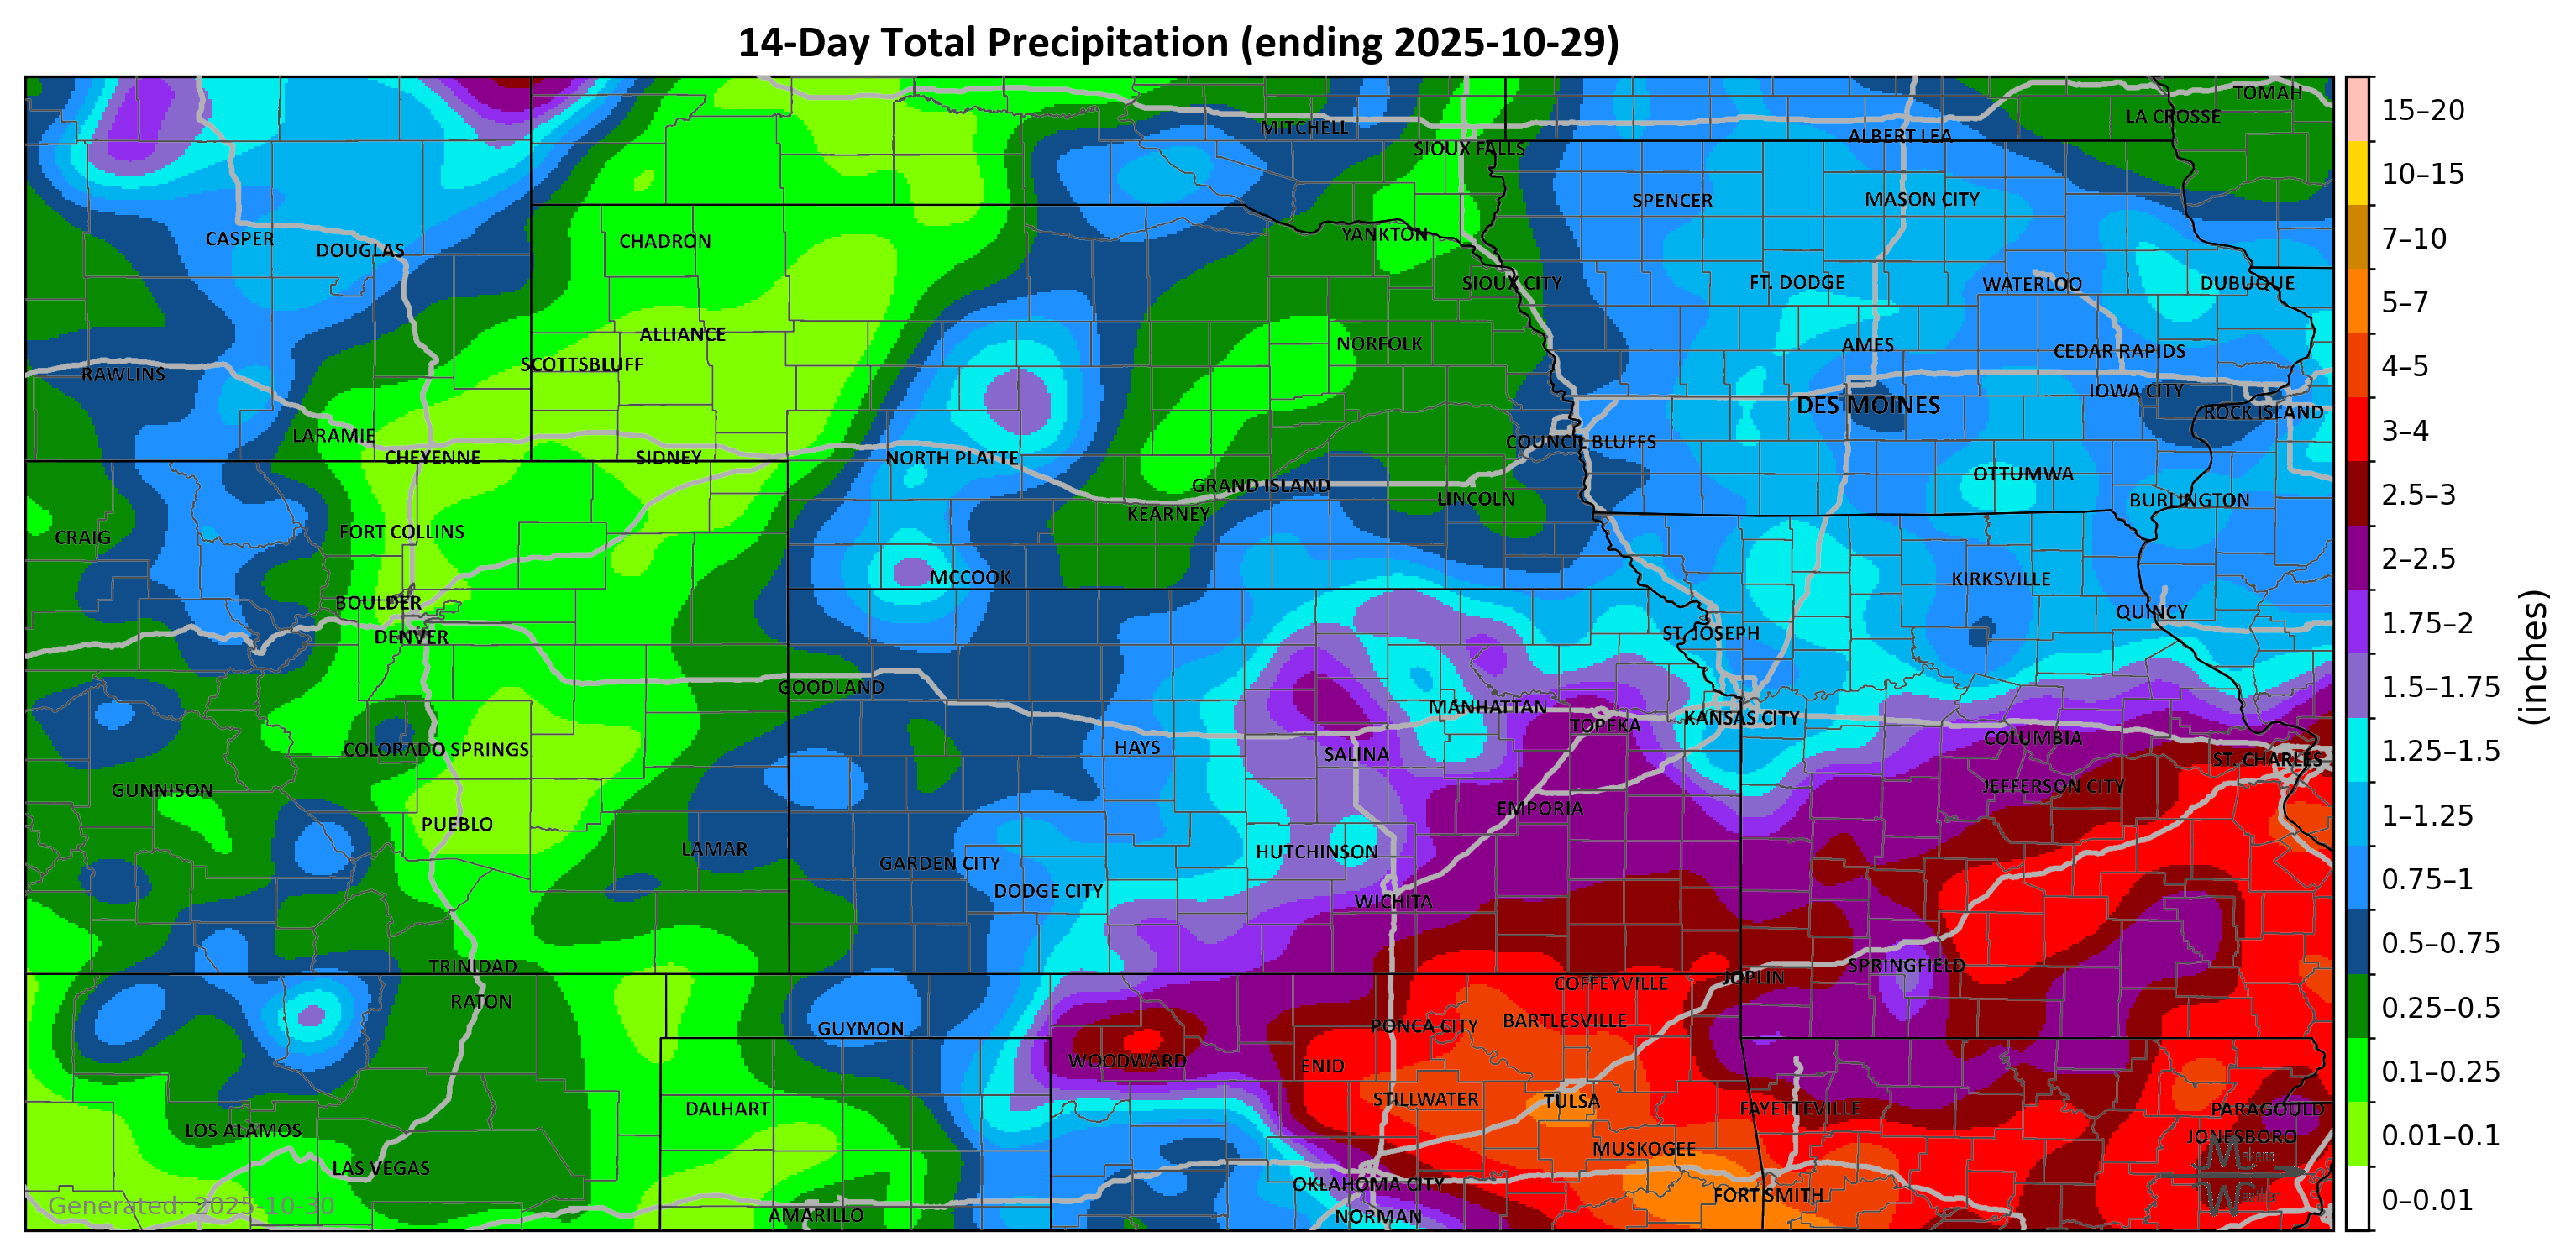 14-Day Total Precipitation (ending 2025-10-29)
TOMAH
LA CROSSE
MITCHELL
ALBERT LEA
SIOUX FALLS
SPENCER
MASON CITY
CASPER
DOUGLAS
CHADRON
YANKTON
SIOUX CITY
FT. DODGE
WATERLOO
DUBUQUE
ALLIANCE
NORFOLK
AMES
CEDAR RAPIDS
SCOTTSBLUFF
RAWLINS
IOWA CITY
DES MOINES
ROCK ISLAND
LARAMIE
COUNCIL BLUFFS
CHEYENNE
SIDNEY
NORTH PLATTE
OTTUMWA
GRAND ISLAND
LINCOLN
BURLINGTON
KEARNEY
FORT COLLINS
CRAIG
MCCOOK
KIRKSVILLE
BOULDER
QUINCY
DENVER
ST. JOSEPH
GOODLAND
MANHATTAN
TOPEKA
KANSAS CITY
COLUMBIA
COLORADO SPRINGS
HAYS
SALINA
ST. CHARLES
GUNNISON
JEFFERSON CITY
EMPORIA
PUEBLO
LAMAR
HUTCHINSON
GARDEN CITY
DODGE CITY
WICHITA
TRINIDAD
SPRINGFIELD
JOPLIN
COFFEYVILLE
RATON
GUYMON
PONCA CITY
BARTLESVILLE
WOODWARD
ENID
STILLWATER
TULSA
DALHART
FAYETTEVILLE
PARAGOULD
LOS ALAMOS
JONESBORO
MUSKOGEE
LAS VEGAS
OKLAHOMA CITY
FORT SMITH
AMARILLO
NORMAN
Makens
Generated: 2025-10-30
15–20
10–15
7–10
5–7
4–5
3–4
2.5–3
2–2.5
1.75–2
1.5–1.75
1.25–1.5
1–1.25
0.75–1
0.5–0.75
0.25–0.5
0.1–0.25
0.01–0.1
0–0.01
(inches)